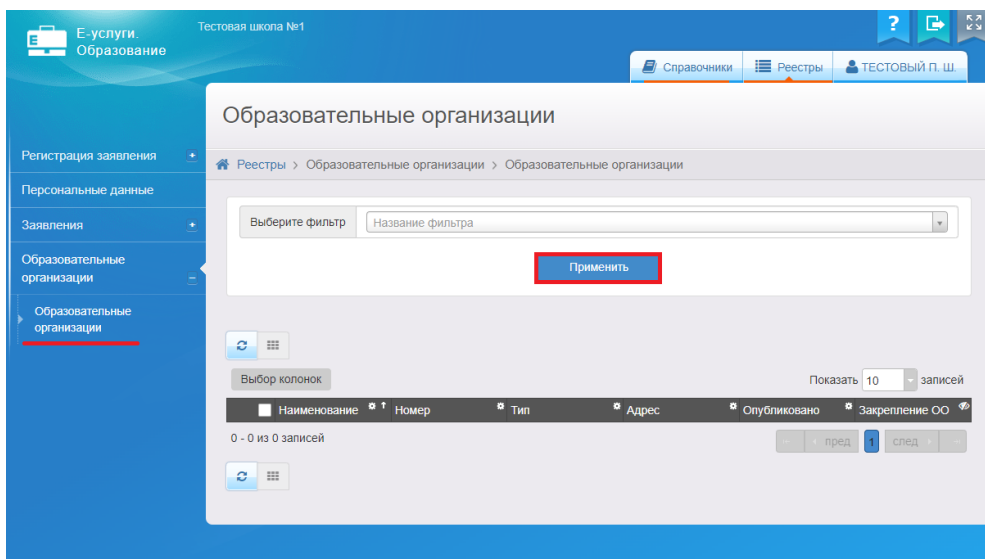 Е-услуги.
Образование
Тестовая школа №1
?
Справочники
Реестры
ТЕСТОВЫЙ П. Ш.
Образовательные организации
Реестры > Образовательные организации > Образовательные организации
Регистрация заявления
Персональные данные
Заявления
Образовательные
организации
Образовательные
организации
Выберите фильтр
Название фильтра
Применить
Выбор колонок
Показать 10 записей
Наименование Номер Тип Адрес Опубликовано Закрепление ОО
0 - 0 из 0 записей
пред 1 след